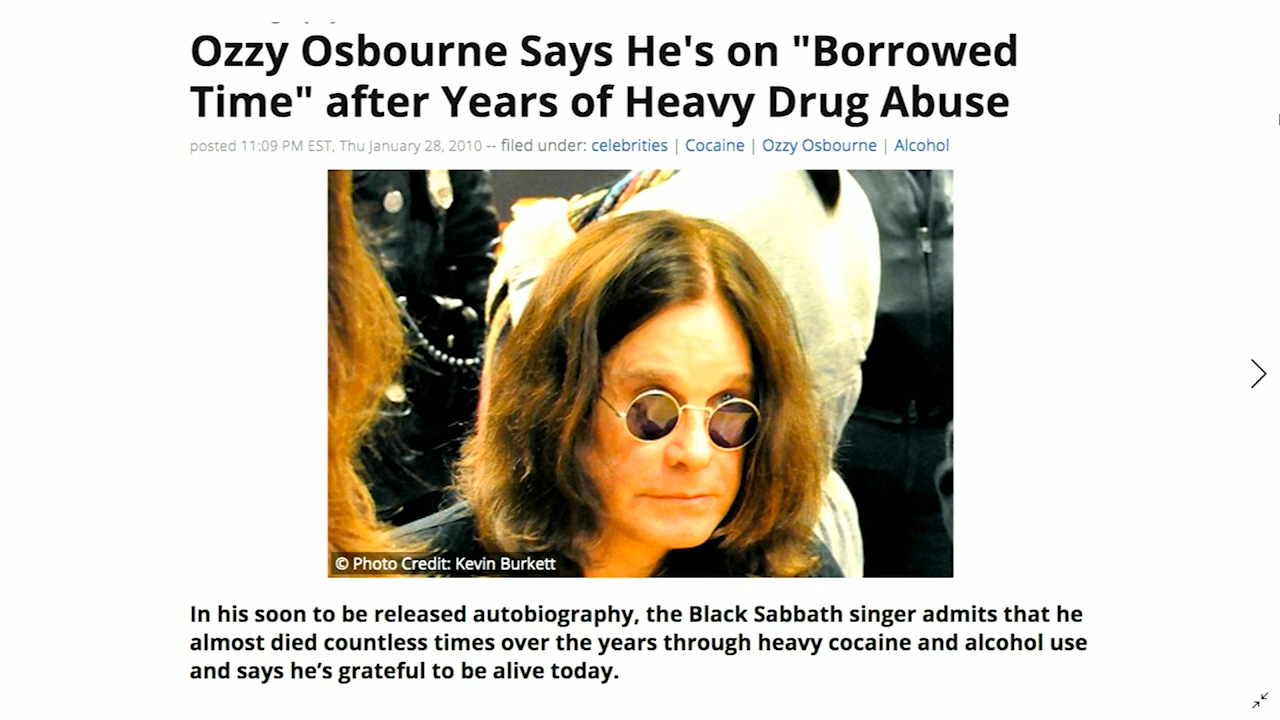 Ozzy Osbourne Says He's on "Borrowed
Time" after Years of Heavy Drug Abuse
posted 11:09 PM EST, Thu January 28, 2010 -- filed under: celebrities | Cocaine | Ozzy Osbourne | Alcohol
© Photo Credit: Kevin Burkett
In his soon to be released autobiography, the Black Sabbath singer admits that he
almost died countless times over the years through heavy cocaine and alcohol use
and says he’s grateful to be alive today.